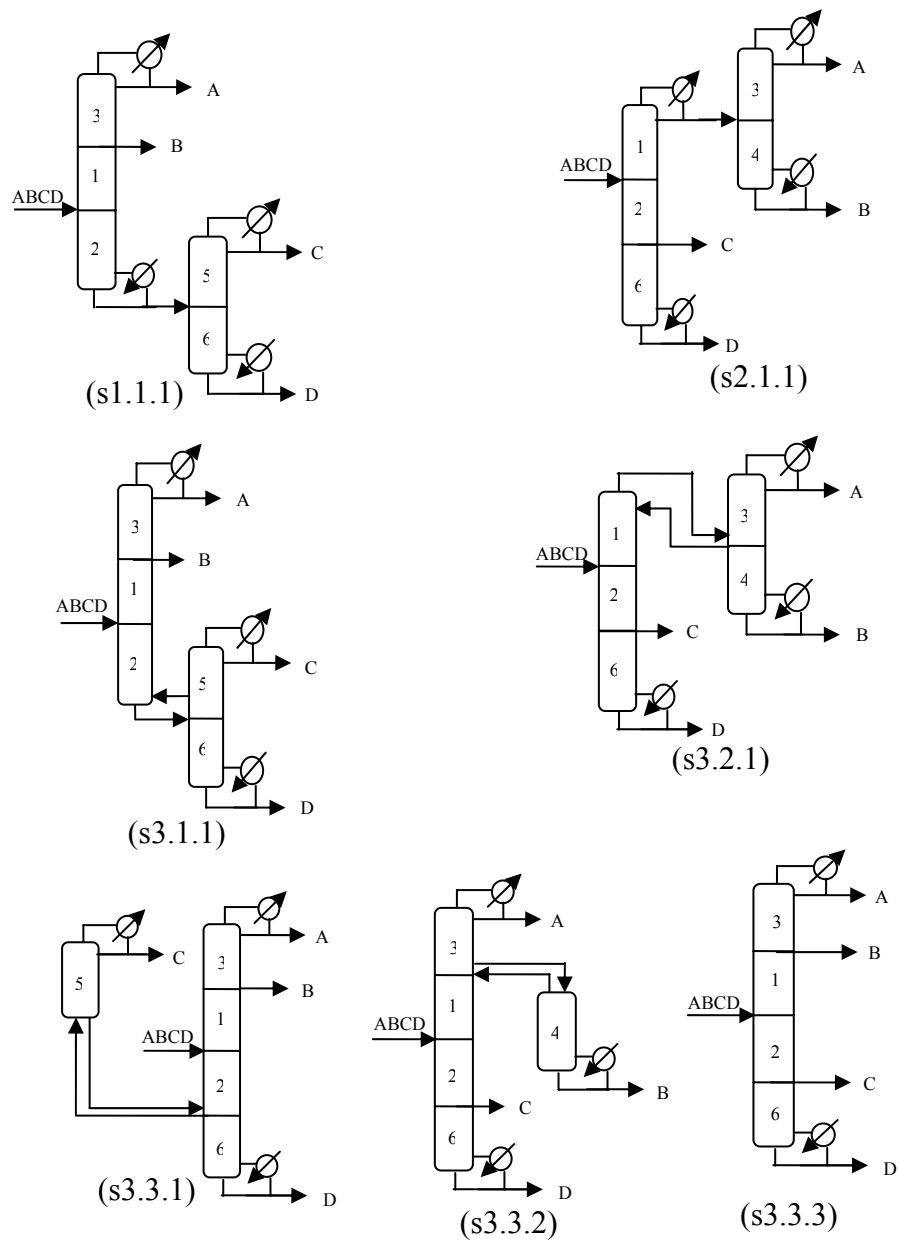 A
3
B
1
ABCD
2
C
5
6
D
(s1.1.1)
3
A
1
4
ABCD
2
B
C
6
D
(s2.1.1)
A
3
B
1
ABCD
2
C
5
6
D
(s3.1.1)
3
A
1
4
ABCD
2
B
C
6
D
(s3.2.1)
A
C
3
5
B
1
ABCD
2
6
D
(s3.3.1)
A
3
1
4
ABCD
2
B
C
6
D
(s3.3.2)
A
3
B
1
ABCD
2
C
6
D
(s3.3.3)